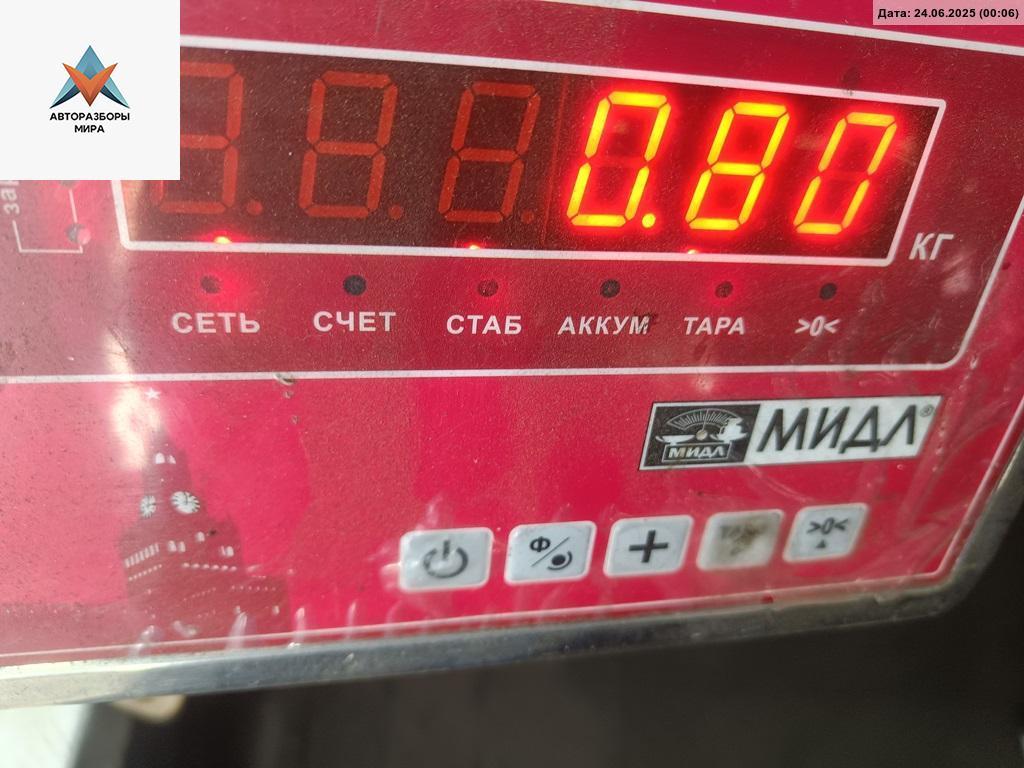 Дата: 24.06.2025 (00:06)
АВТОРАЗБОРЫ
МИРА
0.80
КГ
СЕТЬ СЧЕТ СТАБ АККУМ ТАРА >0<
МИДЛ МИДЛ®
Ф
>0<